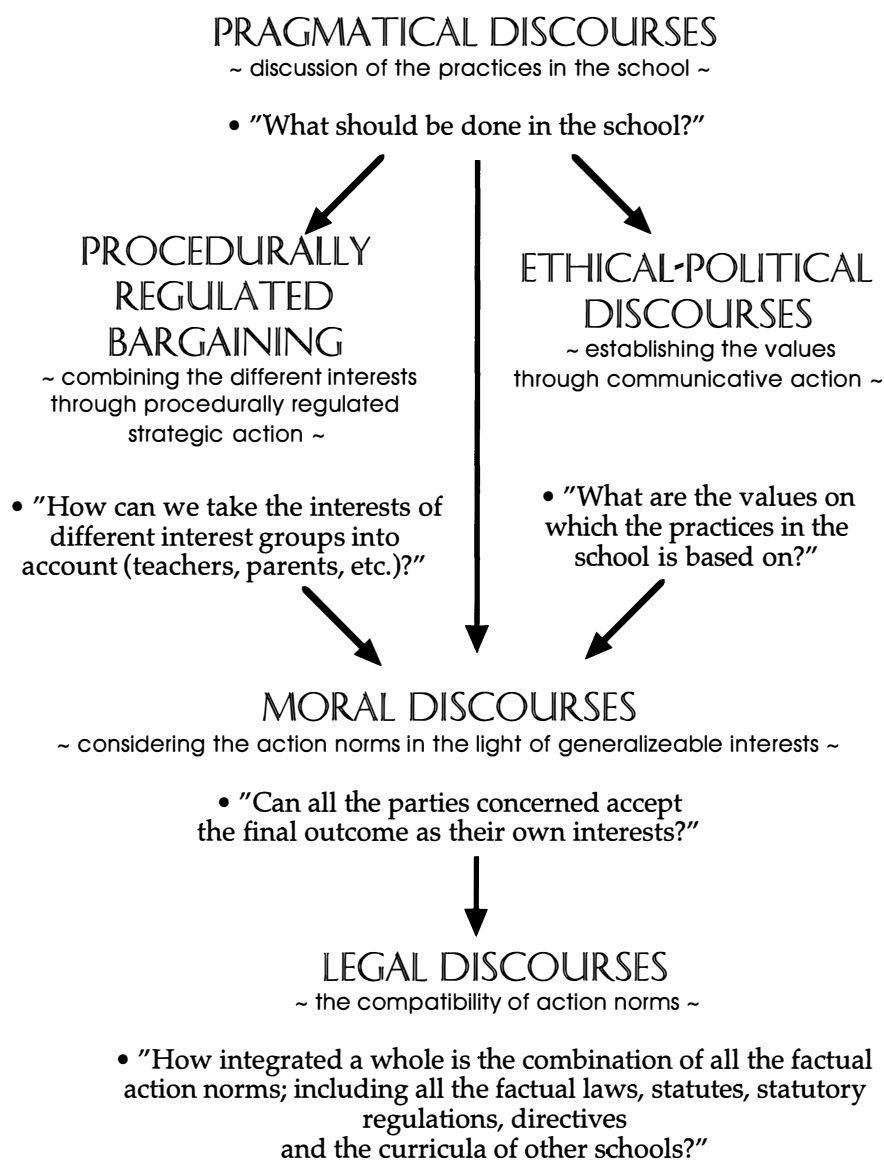 PRAGMATICAL DISCOURSES
~ discussion of the practices in the school ~
• "What should be done in the school?"
PROCEDURALLY
REGULATED
BARGAINING
~ combining the different interests
through procedurally regulated
strategic action ~
• "How can we take the interests of
different interest groups into
account (teachers, parents, etc.)?"
ETHICAL-POLITICAL
DISCOURSES
~ establishing the values
through communicative action ~
• "What are the values on
which the practices in the
school is based on?"
MORAL DISCOURSES
~ considering the action norms in the light of generalizeable interests ~
• "Can all the parties concerned accept
the final outcome as their own interests?"
LEGAL DISCOURSES
~ the compatibility of action norms ~
• "How integrated a whole is the combination of all the factual
action norms; including all the factual laws, statutes, statutory
regulations, directives
and the curricula of other schools?"